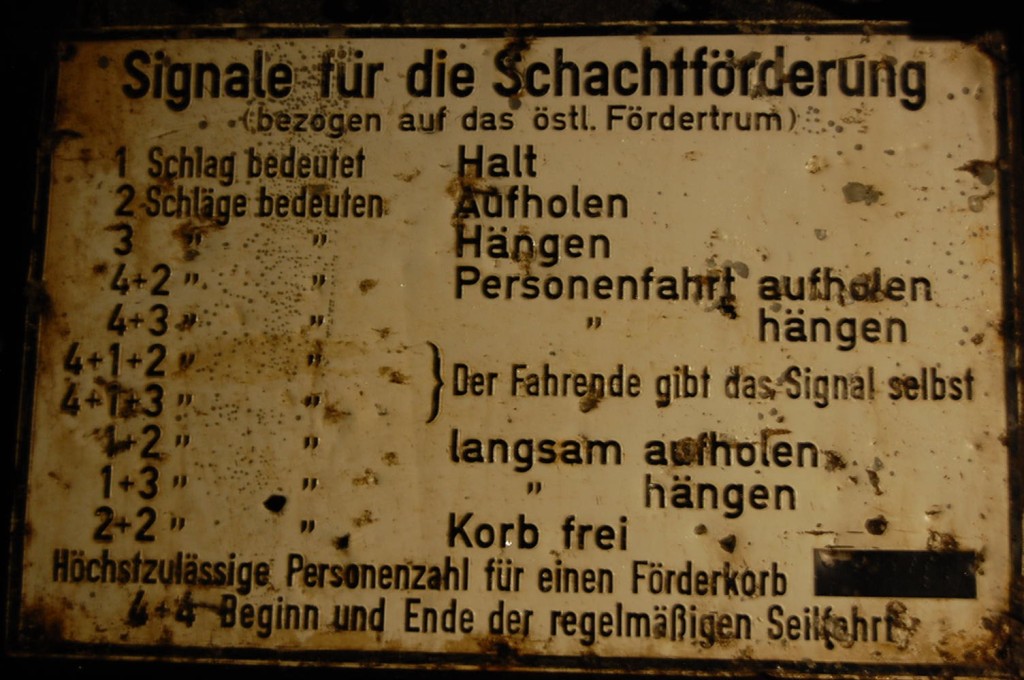 Signale für die Schachtförderung
(bezogen auf das östl. Fördertrum)
1 Schlag bedeutet Halt
2 Schläge bedeuten Aufholen
3 " " Hängen
4+2 " " Personenfahrt aufholen
4+3 " " " hängen
4+1+2 " "
4+1+3 " " } Der Fahrende gibt das Signal selbst
1+2 " " langsam aufholen
1+3 " " " hängen
2+2 " " Korb frei
Höchstzulässige Personenzahl für einen Förderkorb
4+4 Beginn und Ende der regelmäßigen Seilfahrt